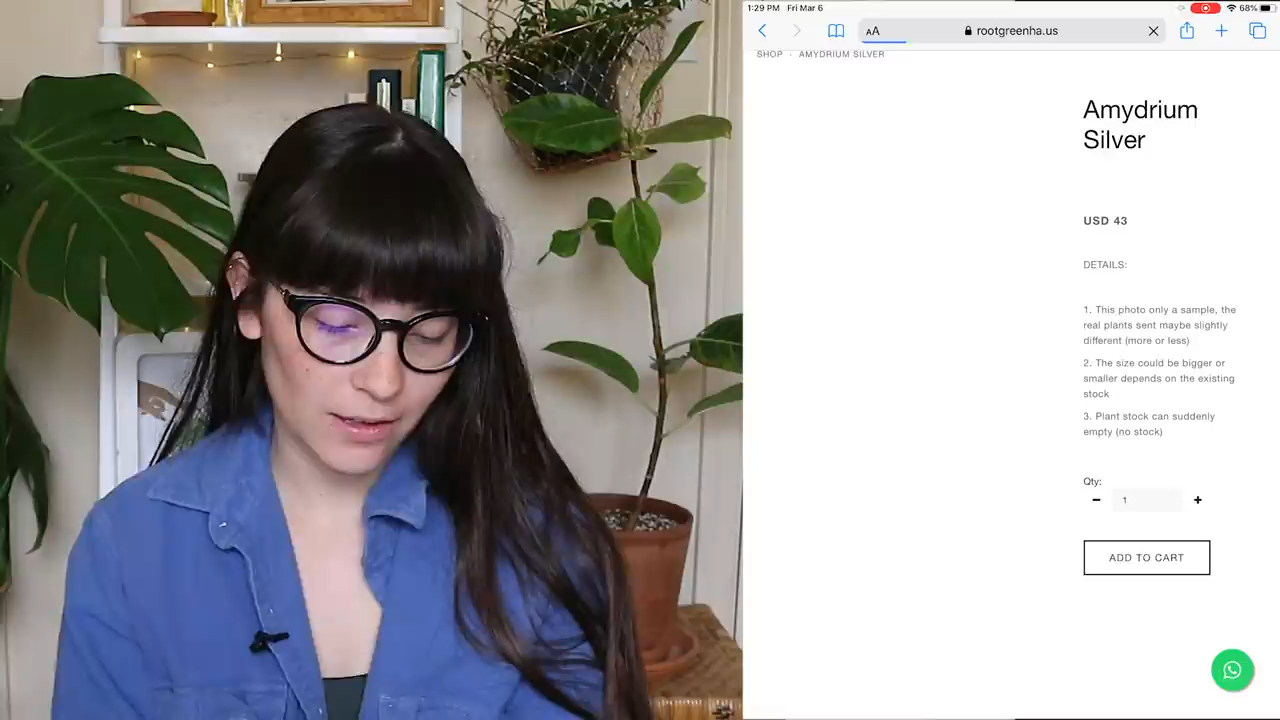 1:29 PM Fri Mar 6
68%
AA
rootgreenha.us
SHOP · AMYDRIUM SILVER
Amydrium
Silver
USD 43
DETAILS:
1. This photo only a sample, the
real plants sent maybe slightly
different (more or less)
2. The size could be bigger or
smaller depends on the existing
stock
3. Plant stock can suddenly
empty (no stock)
Qty:
1
ADD TO CART